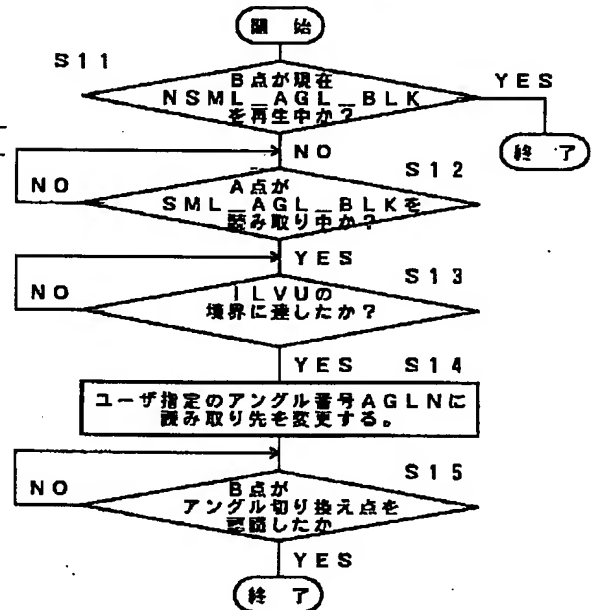 開 始
S11
B点が現在
NSML_AGL_BLK
を再生中か?
YES
終 了
NO
S12
NO
A点が
SML_AGL_BLKを
読み取り中か?
YES
S13
NO
ILVUの
境界に達したか?
YES
S14
ユーザ指定のアングル番号AGLNに
読み取り先を変更する。
S15
NO
B点が
アングル切り換え点を
認識したか
YES
終 了